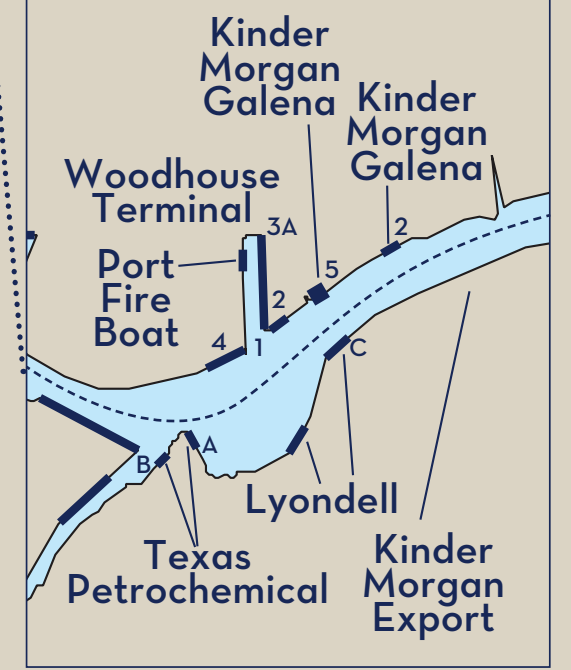 Kinder
Morgan
Galena
Kinder
Morgan
Galena
Woodhouse
Terminal
3A
2
Port
Fire
Boat
5
2
4
1
C
B
A
Lyondell
Texas
Petrochemical
Kinder
Morgan
Export